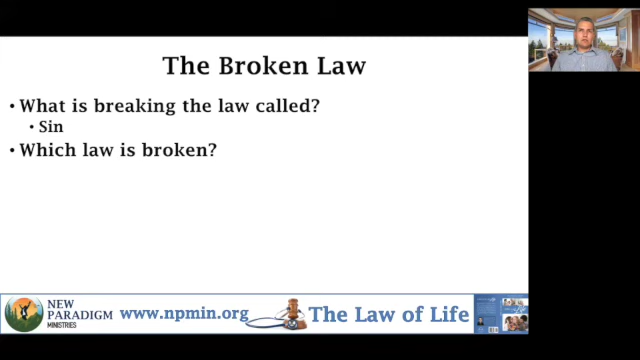 The Broken Law
• What is breaking the law called?
• Sin
• Which law is broken?
NEW
PARADIGM
MINISTRIES
www.npmin.org
The Law of Life